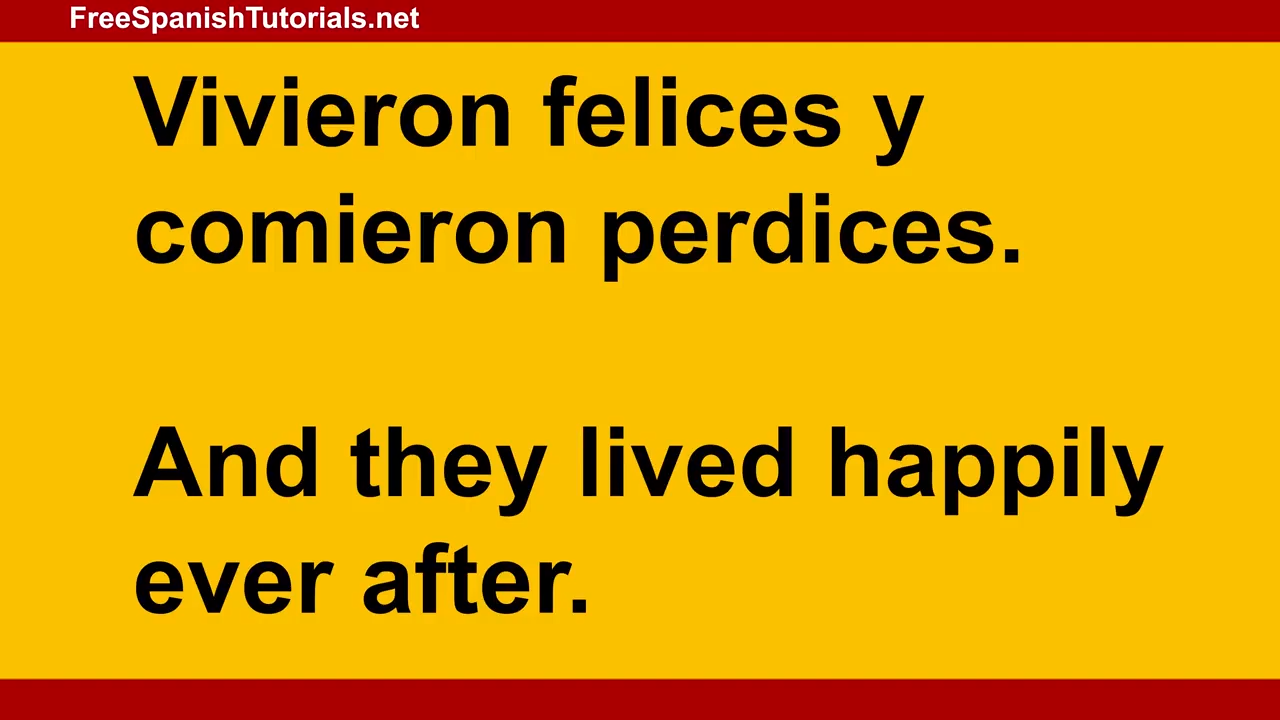 FreeSpanishTutorials.net
Vivieron felices y
comieron perdices.
And they lived happily
ever after.